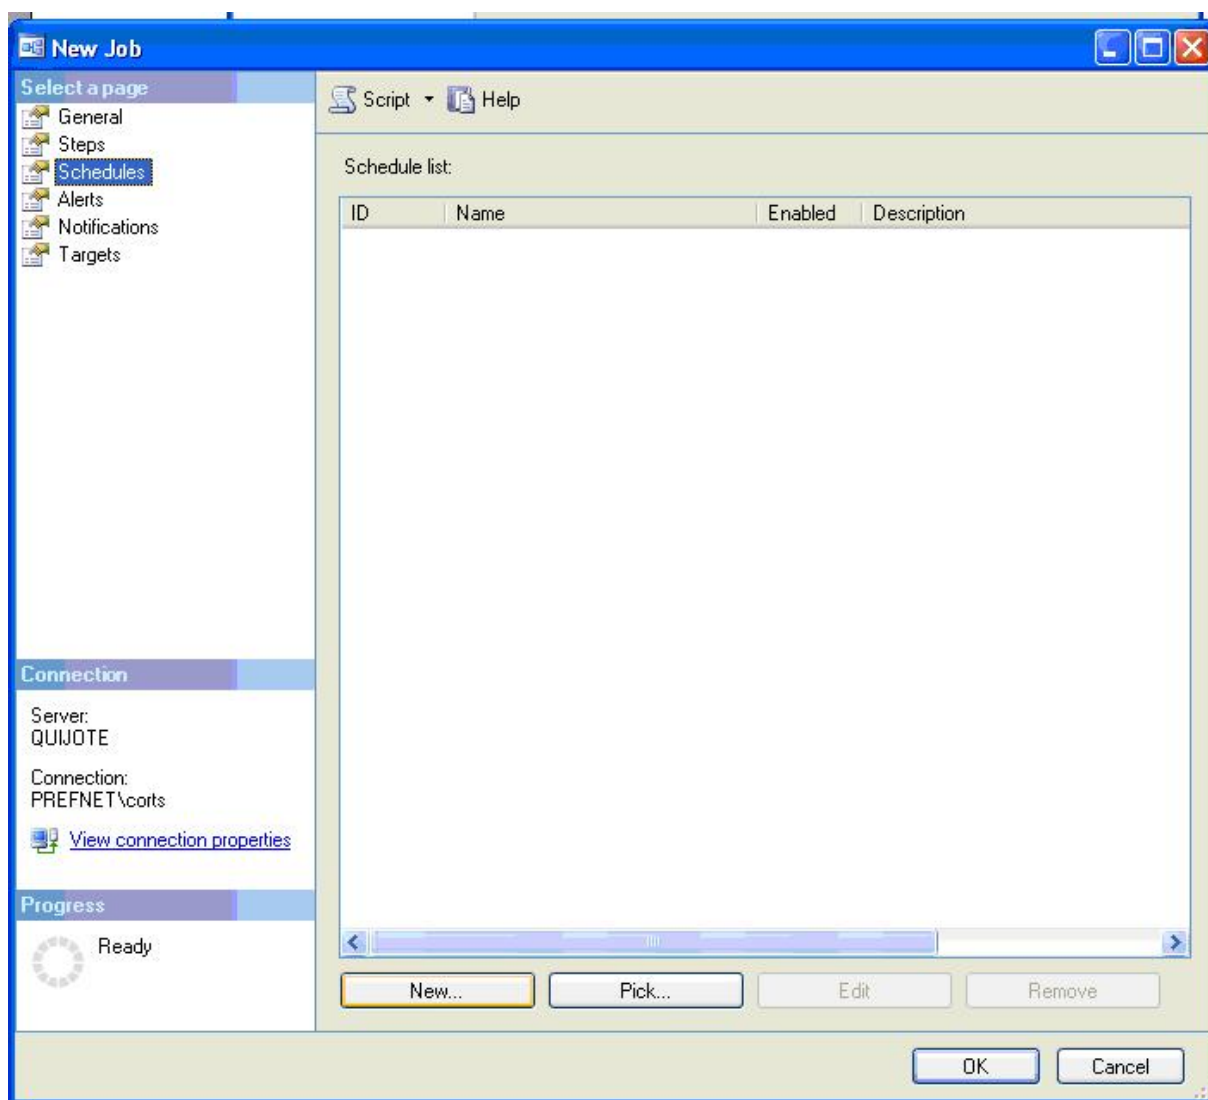 New Job
Select a page
General
Steps
Schedules
Alerts
Notifications
Targets
Script Help
Schedule list:
ID Name Enabled Description
Connection
Server:
QUIJOTE
Connection:
PREFNET\corts
View connection properties
Progress
Ready
New... Pick... Edit Remove
OK Cancel